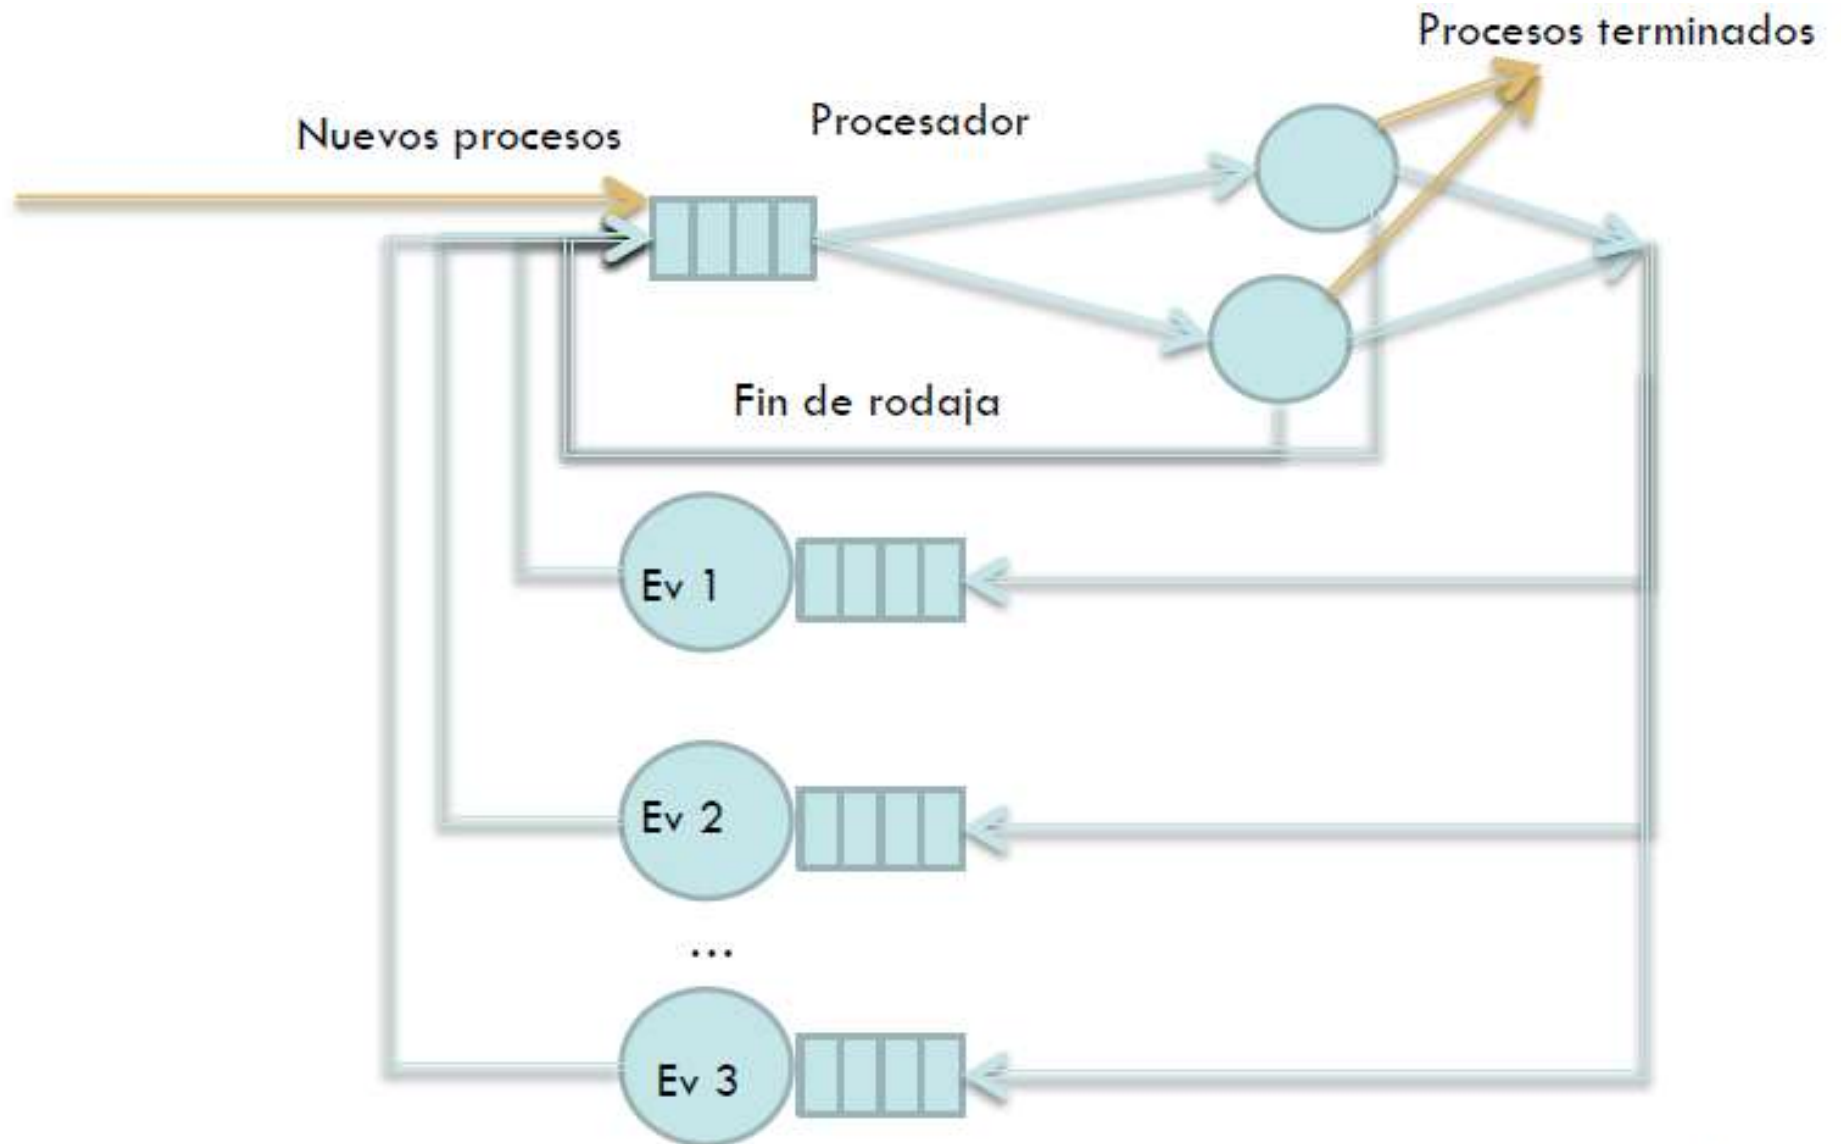 Procesos terminados
Nuevos procesos
Procesador
Fin de rodaja
Ev 1
Ev 2
...
Ev 3